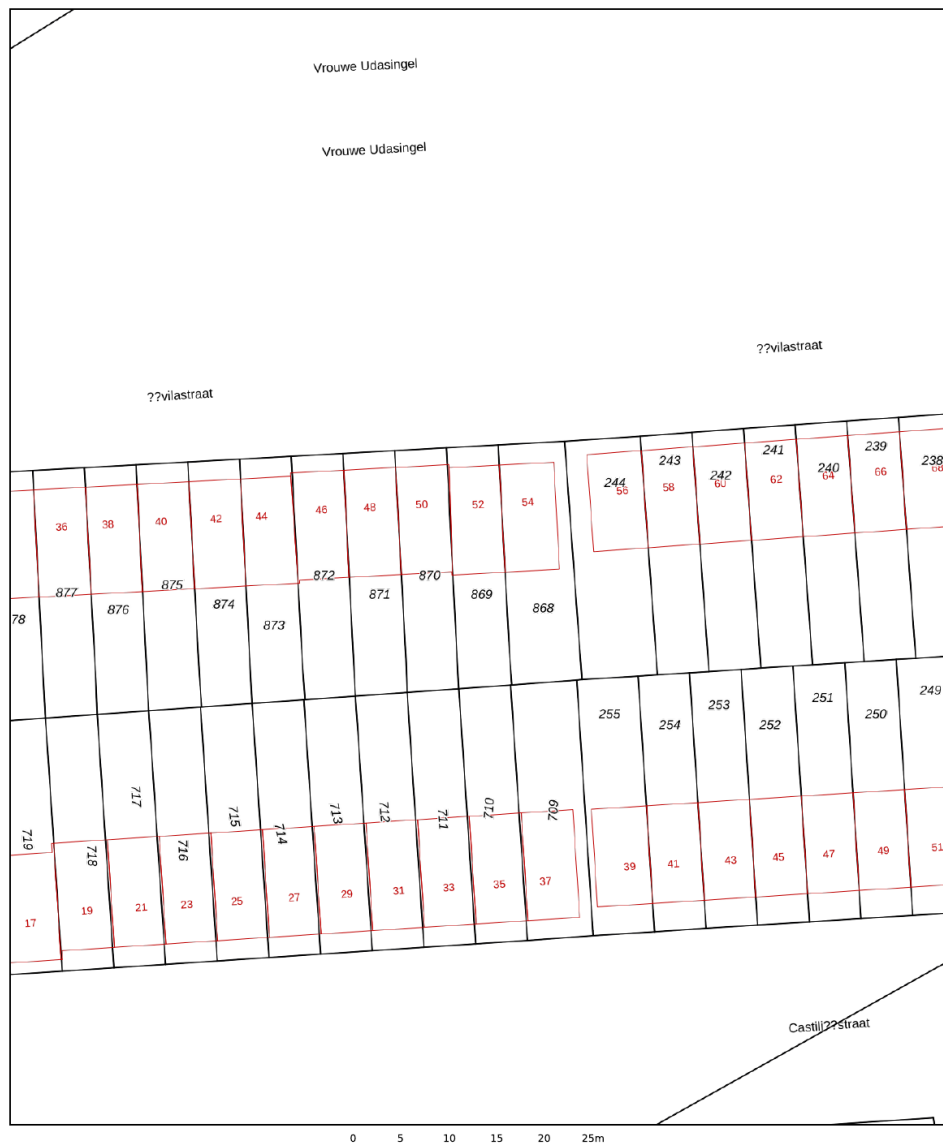 Vrouwe Udasingel
Vrouwe Udasingel
??vilastraat
??vilastraat
244 243 242 241 240 239 238
56 58 60 62 64 66 68
36 38 40 42 44 46 48 50 52 54
78 877 876 875 874 873 872 871 870 869 868
255 254 253 252 251 250 249
719 718 717 716 715 714 713 712 711 710 709
17 19 21 23 25 27 29 31 33 35 37
39 41 43 45 47 49 51
Castili??straat
0 5 10 15 20 25m